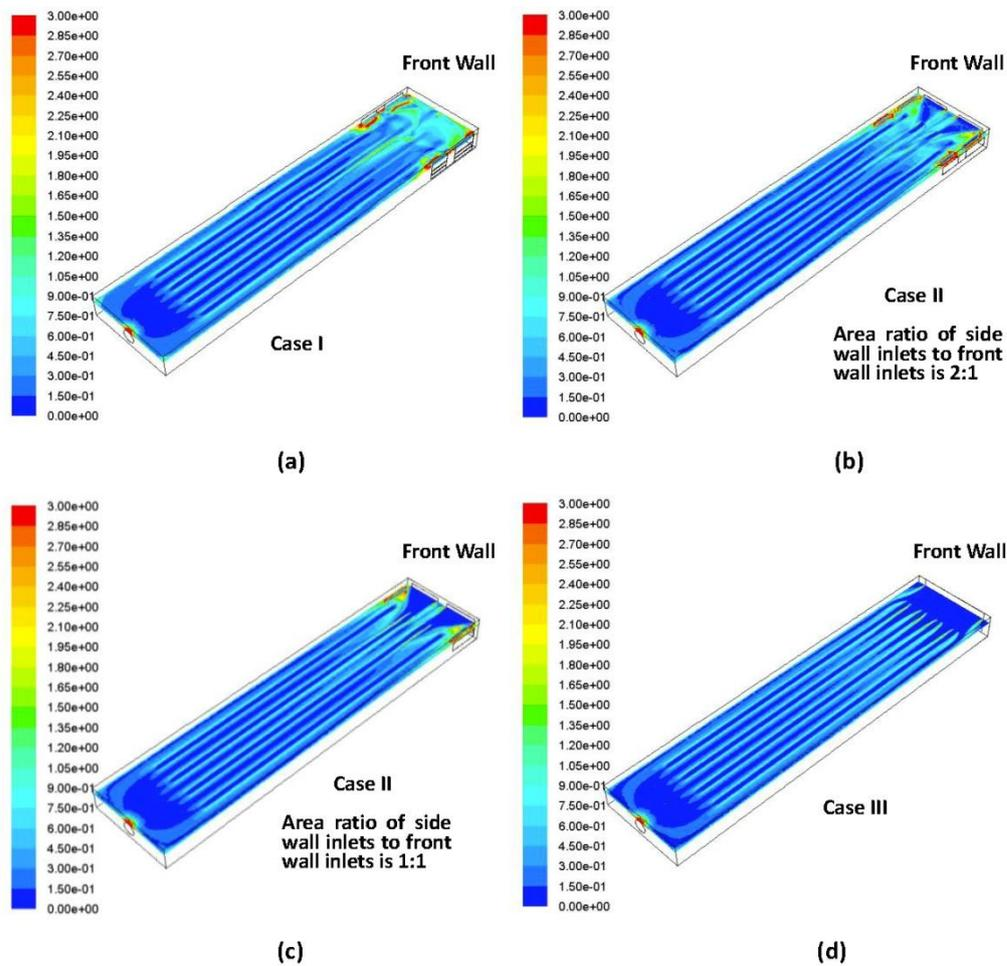 3.00e+00
2.85e+00
2.70e+00
2.55e+00
2.40e+00
2.25e+00
2.10e+00
1.95e+00
1.80e+00
1.65e+00
1.50e+00
1.35e+00
1.20e+00
1.05e+00
9.00e-01
7.50e-01
6.00e-01
4.50e-01
3.00e-01
1.50e-01
0.00e+00
Front Wall
Case I
(a)
3.00e+00
2.85e+00
2.70e+00
2.55e+00
2.40e+00
2.25e+00
2.10e+00
1.95e+00
1.80e+00
1.65e+00
1.50e+00
1.35e+00
1.20e+00
1.05e+00
9.00e-01
7.50e-01
6.00e-01
4.50e-01
3.00e-01
1.50e-01
0.00e+00
Front Wall
Case II
Area ratio of side
wall inlets to front
wall inlets is 2:1
(b)
3.00e+00
2.85e+00
2.70e+00
2.55e+00
2.40e+00
2.25e+00
2.10e+00
1.95e+00
1.80e+00
1.65e+00
1.50e+00
1.35e+00
1.20e+00
1.05e+00
9.00e-01
7.50e-01
6.00e-01
4.50e-01
3.00e-01
1.50e-01
0.00e+00
Front Wall
Case II
Area ratio of side
wall inlets to front
wall inlets is 1:1
(c)
3.00e+00
2.85e+00
2.70e+00
2.55e+00
2.40e+00
2.25e+00
2.10e+00
1.95e+00
1.80e+00
1.65e+00
1.50e+00
1.35e+00
1.20e+00
1.05e+00
9.00e-01
7.50e-01
6.00e-01
4.50e-01
3.00e-01
1.50e-01
0.00e+00
Front Wall
Case III
(d)